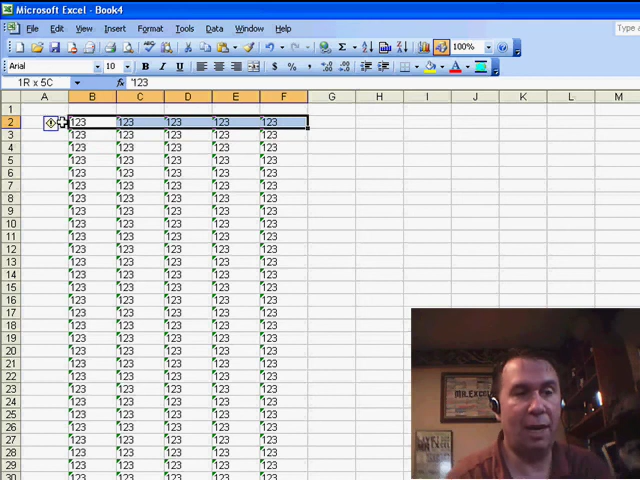 Microsoft Excel - Book4
File Edit View Insert Format Tools Data Window Help Type a
100%
Arial 10 B I U $ % , A
1R x 5C fx '123
A B C D E F G H I J K L M
1
2 123 123 123 123 123
3 123 123 123 123 123
4 123 123 123 123 123
5 123 123 123 123 123
6 123 123 123 123 123
7 123 123 123 123 123
8 123 123 123 123 123
9 123 123 123 123 123
10 123 123 123 123 123
11 123 123 123 123 123
12 123 123 123 123 123
13 123 123 123 123 123
14 123 123 123 123 123
15 123 123 123 123 123
16 123 123 123 123 123
17 123 123 123 123 123
18 123 123 123 123 123
19 123 123 123 123 123
20 123 123 123 123 123
21 123 123 123 123 123
22 123 123 123 123 123
23 123 123 123 123 123
24 123 123 123 123 123
25 123 123 123 123 123
26 123 123 123 123 123
27 123 123 123 123 123
28 123 123 123 123 123
29 123 123 123 123 123
30 123 123 123 123 123
MR.EXCEL
LIVE